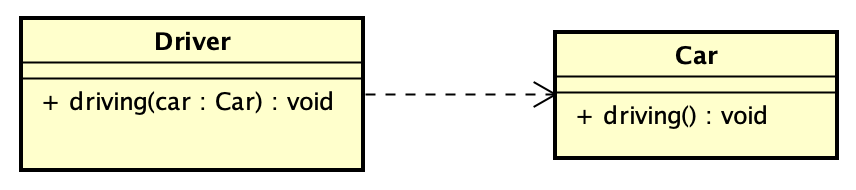 Driver
+ driving(car : Car) : void
Car
+ driving() : void